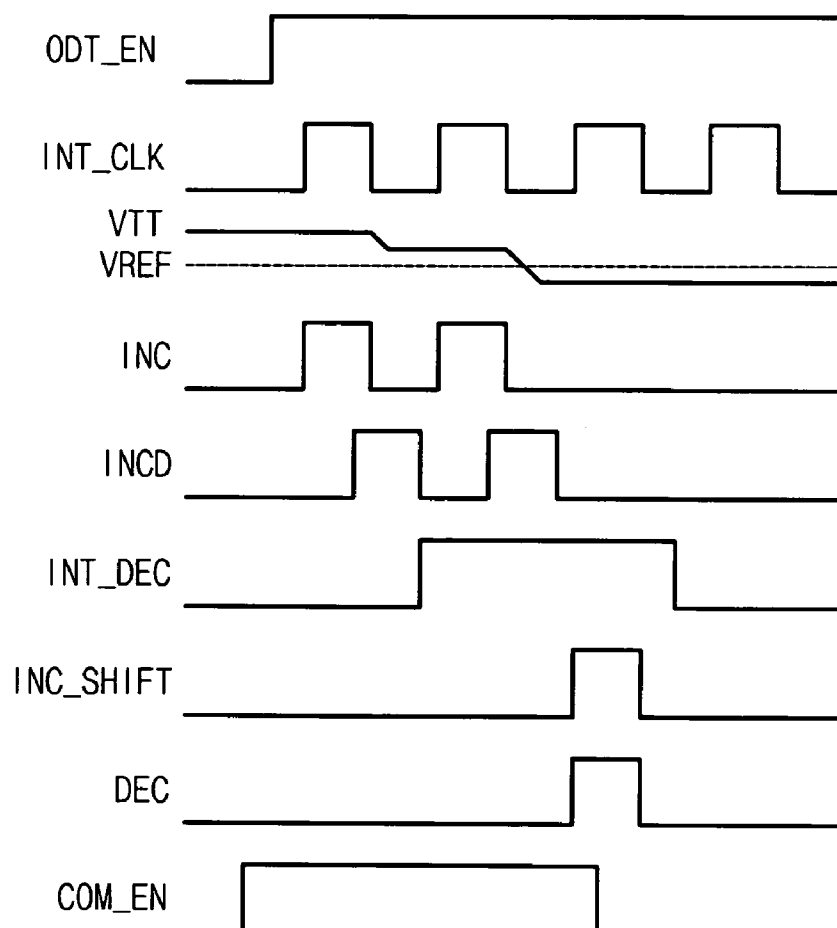 ODT_EN
INT_CLK
VTT
VREF
INC
INCD
INT_DEC
INC_SHIFT
DEC
COM_EN